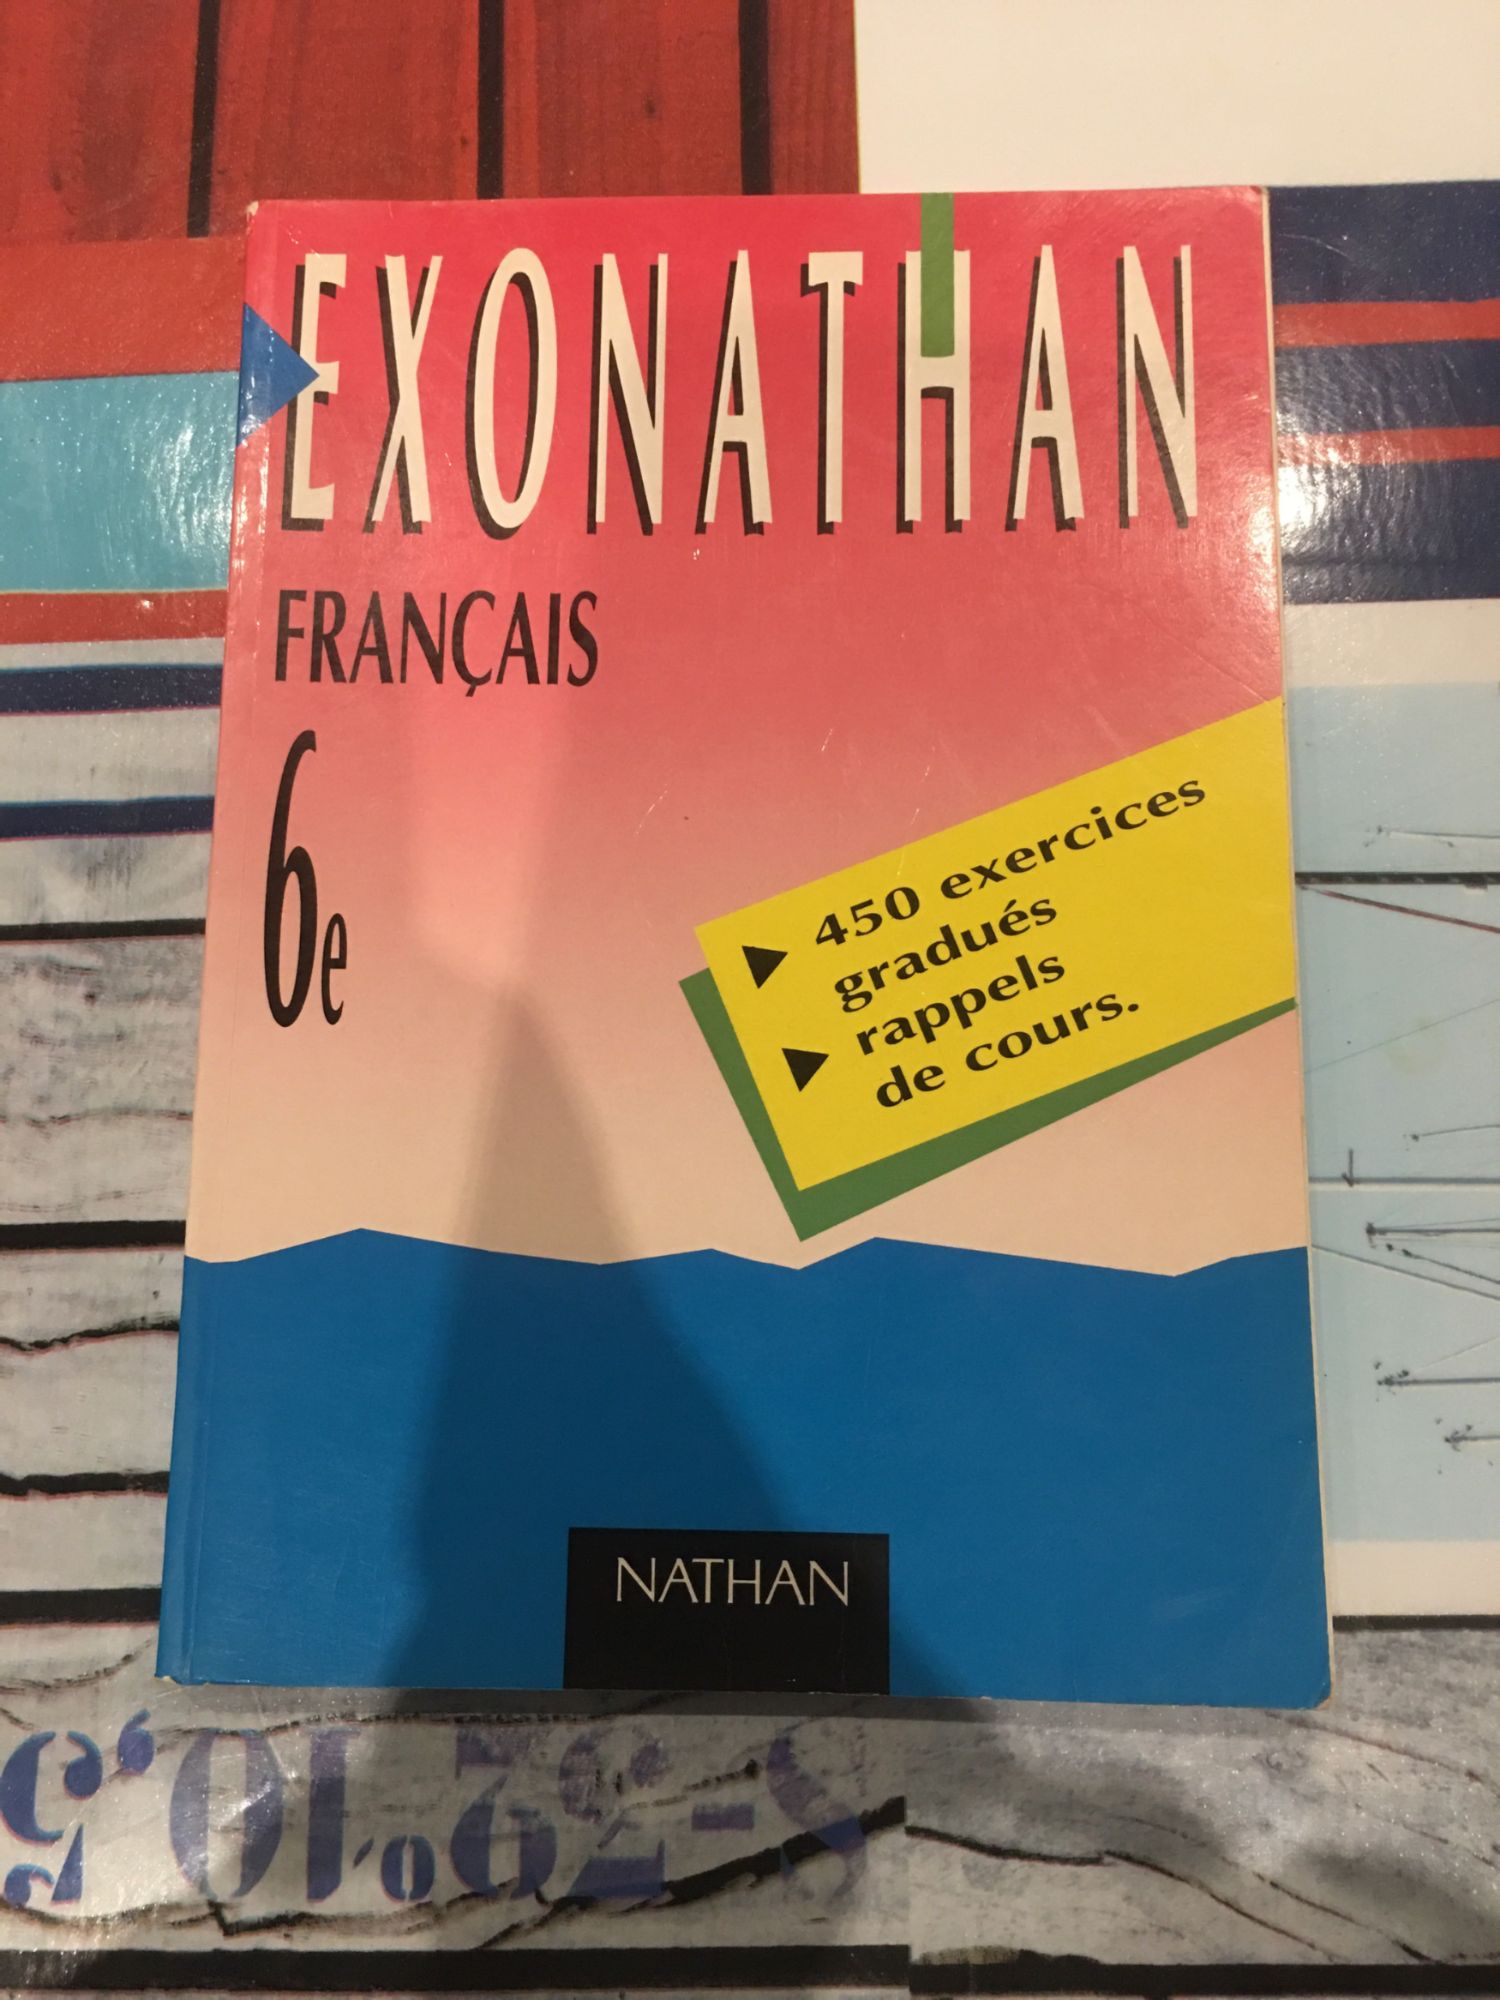 EXONATHAN
FRANÇAIS
6e
▶ 450 exercices
gradués
▶ rappels
de cours.
NATHAN